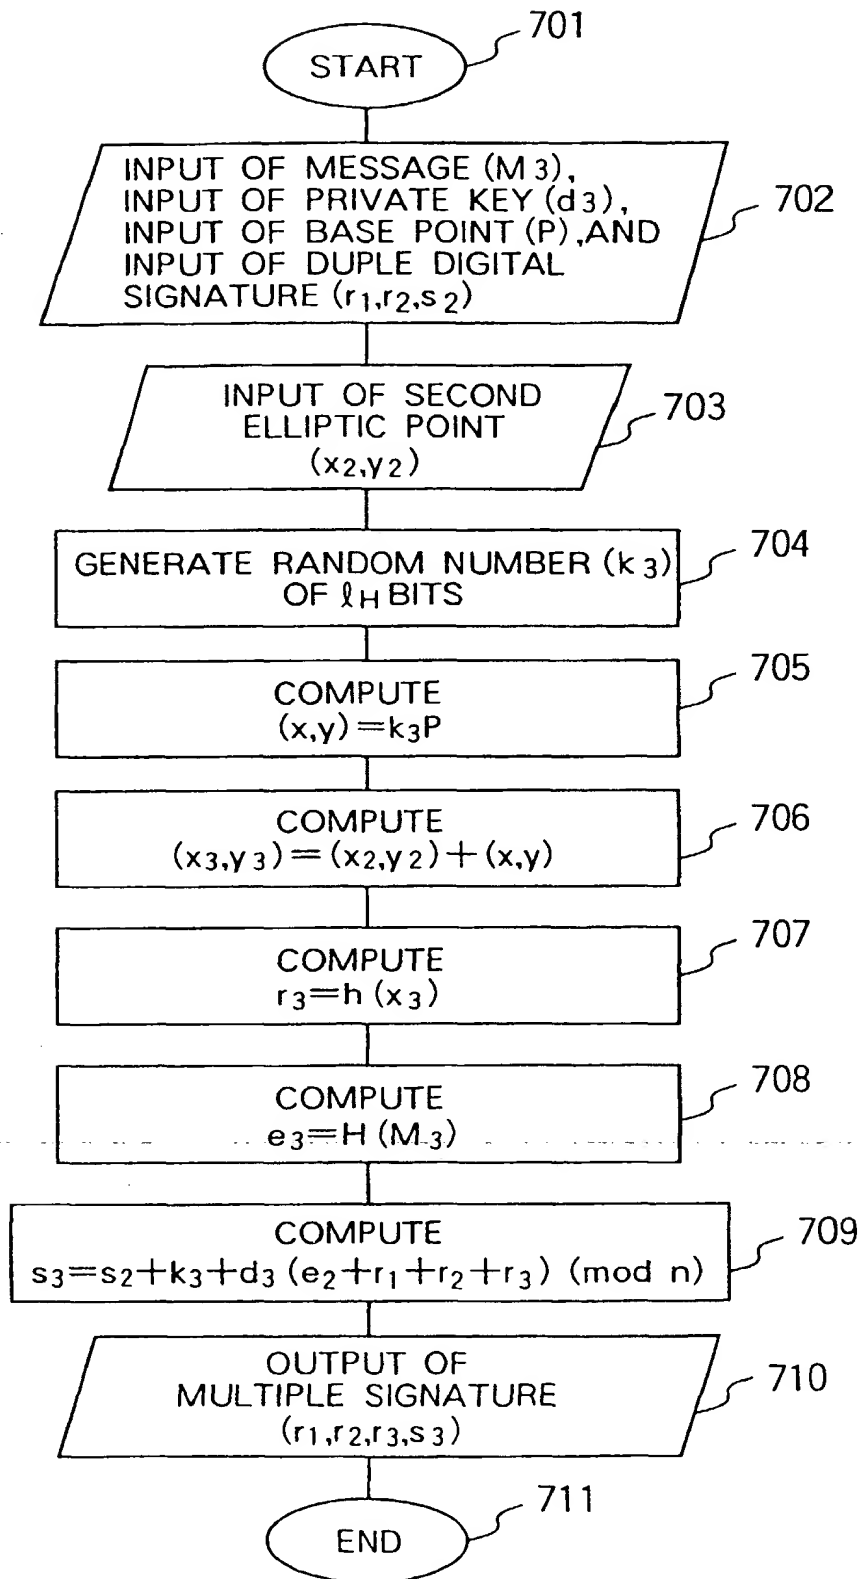 701
START
INPUT OF MESSAGE (M3),
INPUT OF PRIVATE KEY (d3),
INPUT OF BASE POINT (P), AND
INPUT OF DUPLE DIGITAL
SIGNATURE (r1,r2,s2)
702
INPUT OF SECOND
ELLIPTIC POINT
(x2,y2)
703
GENERATE RANDOM NUMBER (k3)
OF ℓH BITS
704
COMPUTE
(x,y)=k3P
705
COMPUTE
(x3,y3)=(x2,y2)+(x,y)
706
COMPUTE
r3=h(x3)
707
COMPUTE
e3=H(M3)
708
COMPUTE
s3=s2+k3+d3(e2+r1+r2+r3) (mod n)
709
OUTPUT OF
MULTIPLE SIGNATURE
(r1,r2,r3,s3)
710
END
711